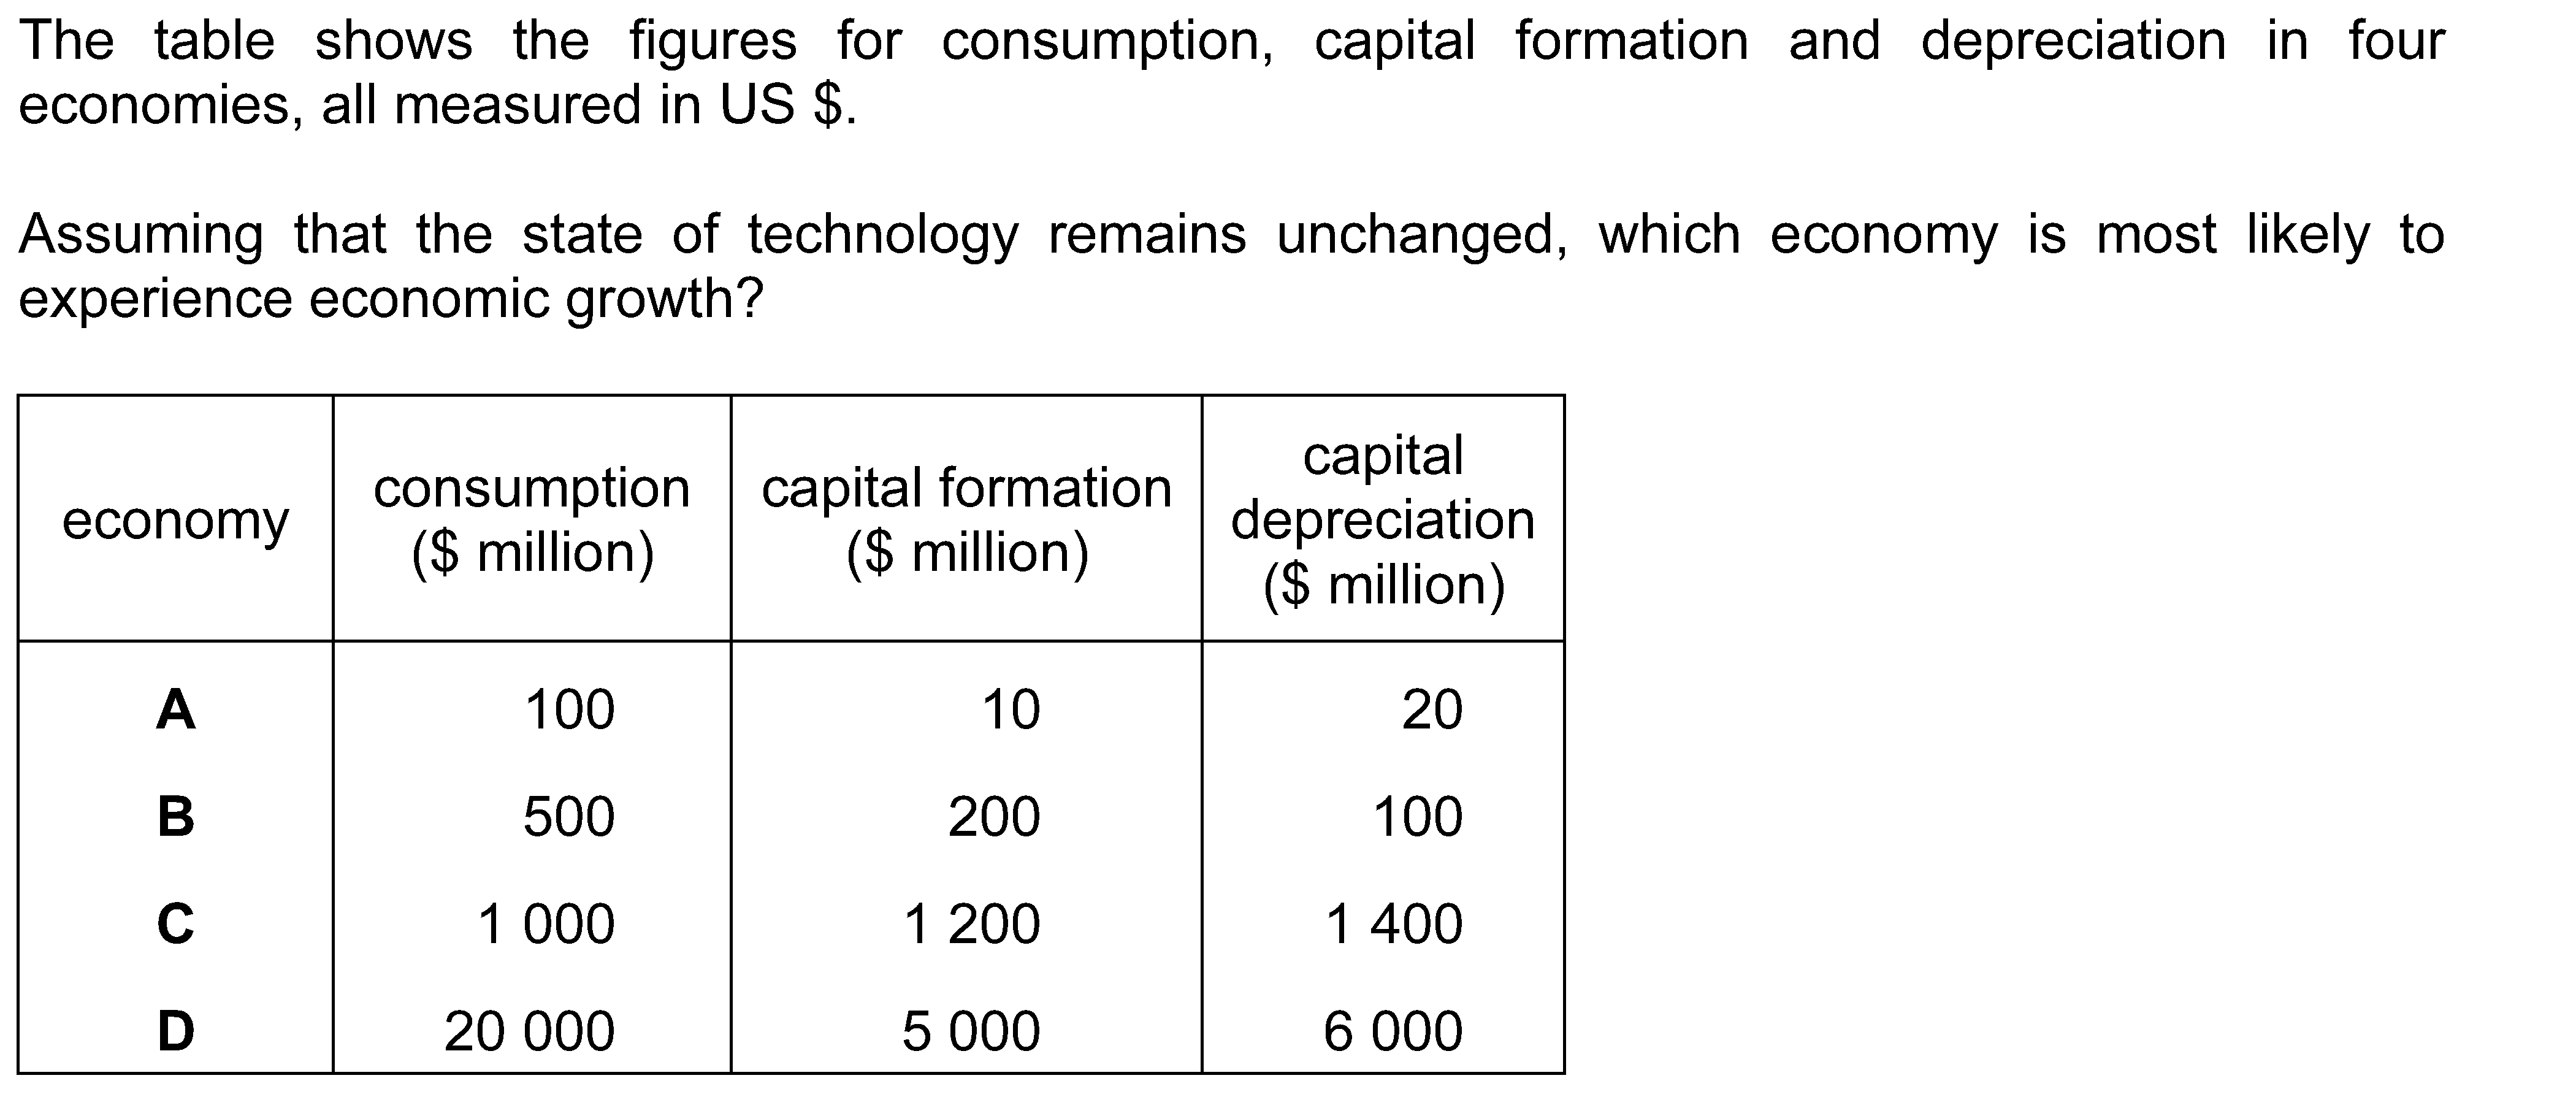 The table shows the figures for consumption, capital formation and depreciation in four
economies, all measured in US $.
Assuming that the state of technology remains unchanged, which economy is most likely to
experience economic growth?
economy
consumption
($ million)
capital formation
($ million)
capital
depreciation
($ million)
A 100 10 20
B 500 200 100
C 1 000 1 200 1 400
D 20 000 5 000 6 000